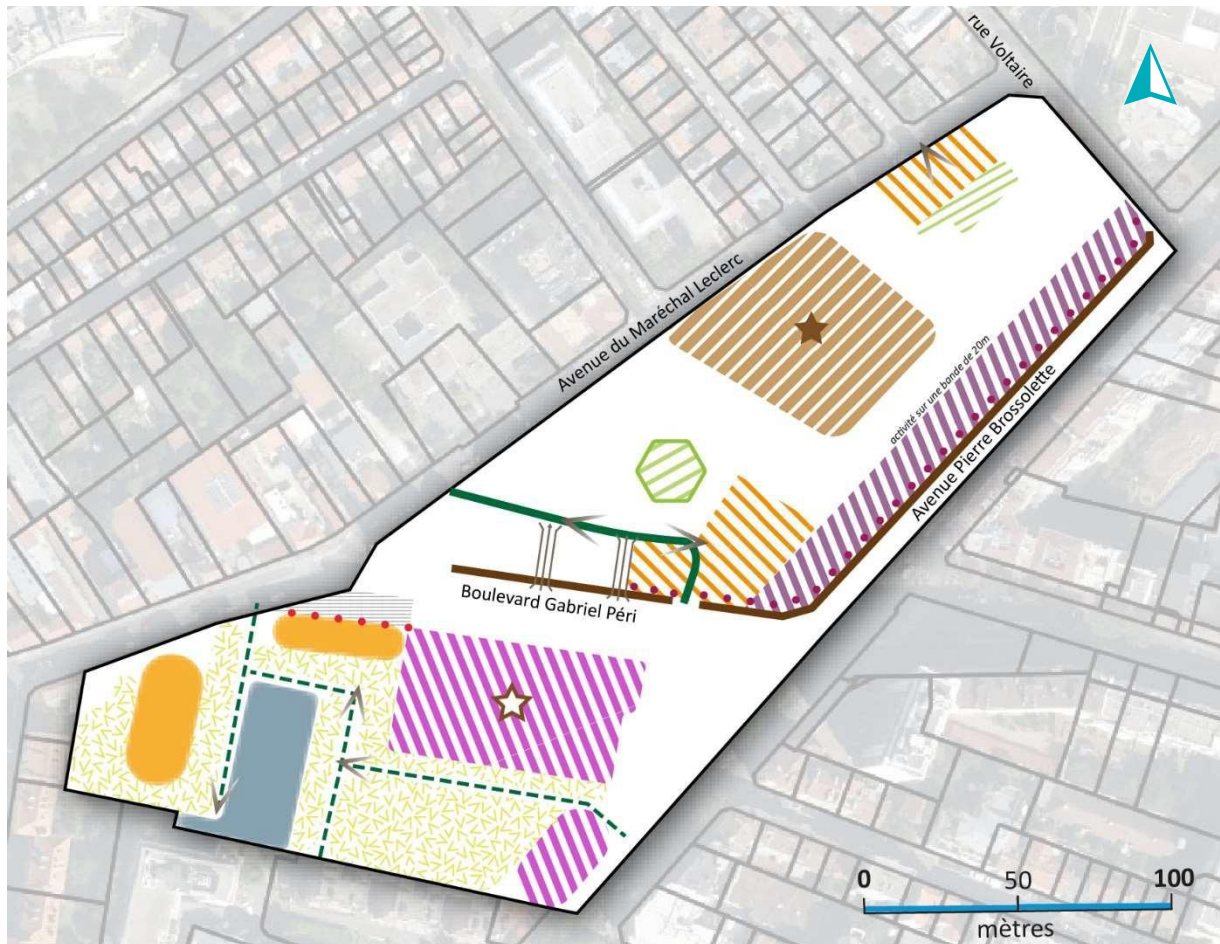 rue Voltaire
Avenue du Maréchal Leclerc
activité sur une bande de 20m
Avenue Pierre Brossolette
Boulevard Gabriel Péri
0 50 100
mètres